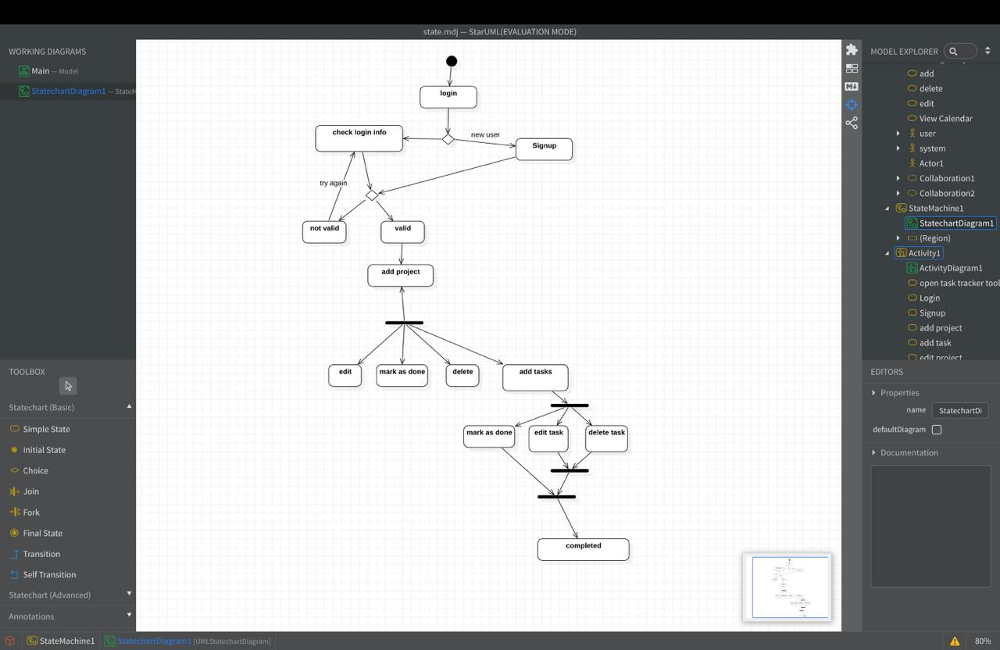 state.mdj — StarUML(EVALUATION MODE)
WORKING DIAGRAMS
Main — Model
StatechartDiagram1 — StateM
TOOLBOX
Statechart (Basic)
Simple State
Initial State
Choice
Join
Fork
Final State
Transition
Self Transition
Statechart (Advanced)
Annotations
login
check login info
new user
Signup
try again
not valid
valid
add project
edit
mark as done
delete
add tasks
mark as done
edit task
delete task
completed
MODEL EXPLORER
add
delete
edit
View Calendar
user
system
Actor1
Collaboration1
Collaboration2
StateMachine1
StatechartDiagram1
(Region)
Activity1
ActivityDiagram1
open task tracker tool
Login
Signup
add project
add task
edit project
EDITORS
Properties
name StatechartDi
defaultDiagram
Documentation
StateMachine1
StatechartDiagram1 [UMLStatechartDiagram]
80%